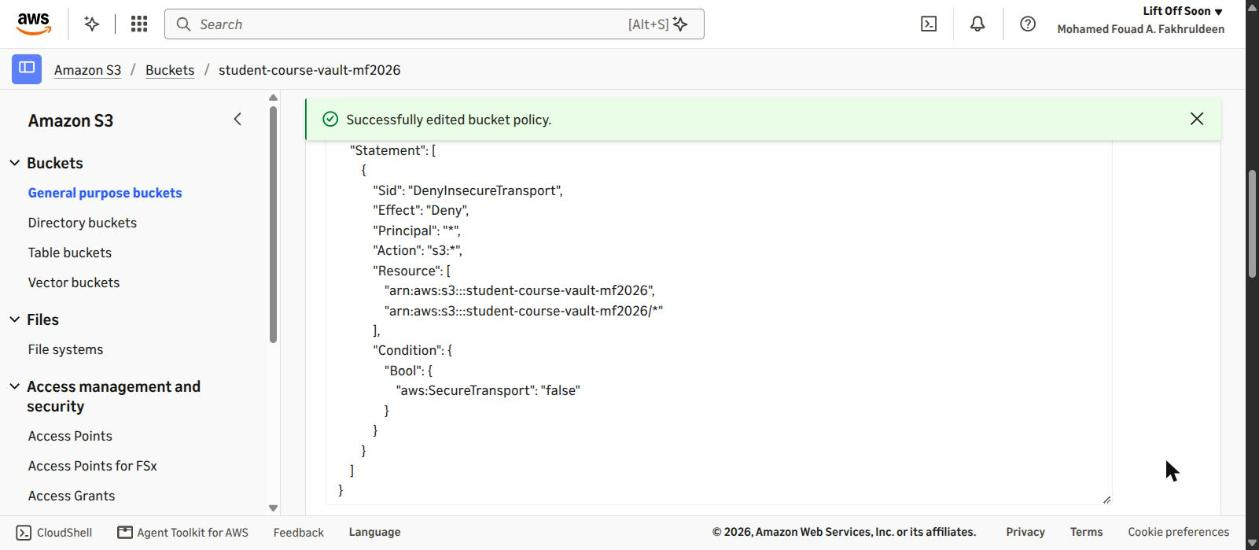 aws
Search
[Alt+S]
Lift Off Soon ▼
Mohamed Fouad A. Fakhruldeen
Amazon S3 / Buckets / student-course-vault-mf2026
Amazon S3
Buckets
General purpose buckets
Directory buckets
Table buckets
Vector buckets
Files
File systems
Access management and
security
Access Points
Access Points for FSx
Access Grants
Successfully edited bucket policy.
"Statement": [
{
"Sid": "DenyInsecureTransport",
"Effect": "Deny",
"Principal": "*",
"Action": "s3:*",
"Resource": [
"arn:aws:s3:::student-course-vault-mf2026",
"arn:aws:s3:::student-course-vault-mf2026/*"
],
"Condition": {
"Bool": {
"aws:SecureTransport": "false"
}
}
}
]
}
CloudShell
Agent Toolkit for AWS
Feedback
Language
© 2026, Amazon Web Services, Inc. or its affiliates.
Privacy
Terms
Cookie preferences